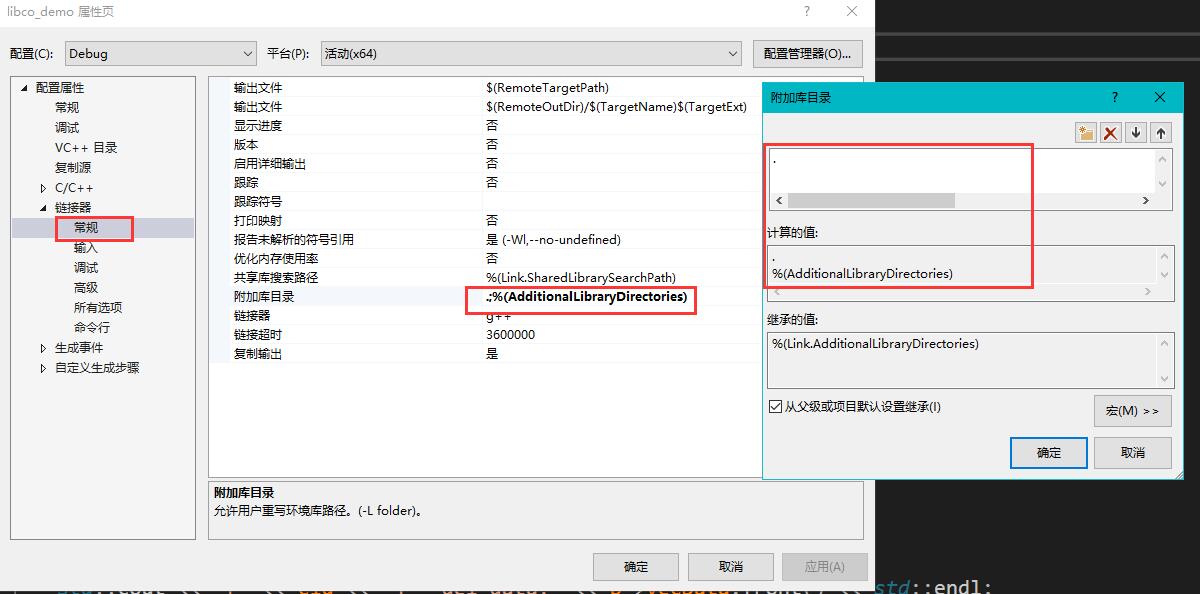 libco_demo 属性页
配置(C):
Debug
平台(P):
活动(x64)
配置管理器(O)...
配置属性
常规
调试
VC++ 目录
复制源
C/C++
链接器
常规
输入
调试
高级
所有选项
命令行
生成事件
自定义生成步骤
输出文件 $(RemoteTargetPath)
输出文件 $(RemoteOutDir)/$(TargetName)$(TargetExt)
显示进度 否
版本 否
启用详细输出 否
跟踪 否
跟踪符号
打印映射 否
报告未解析的符号引用 是 (-Wl,--no-undefined)
优化内存使用率 否
共享库搜索路径 %(Link.SharedLibrarySearchPath)
附加库目录 .;%(AdditionalLibraryDirectories)
链接器 g++
链接超时 3600000
复制输出 是
附加库目录
允许用户重写环境库路径。(-L folder)。
确定
取消
应用(A)
附加库目录
.
计算的值:
.
%(AdditionalLibraryDirectories)
继承的值:
%(Link.AdditionalLibraryDirectories)
从父级或项目默认设置继承(I)
宏(M) >>
确定
取消
std::endl;